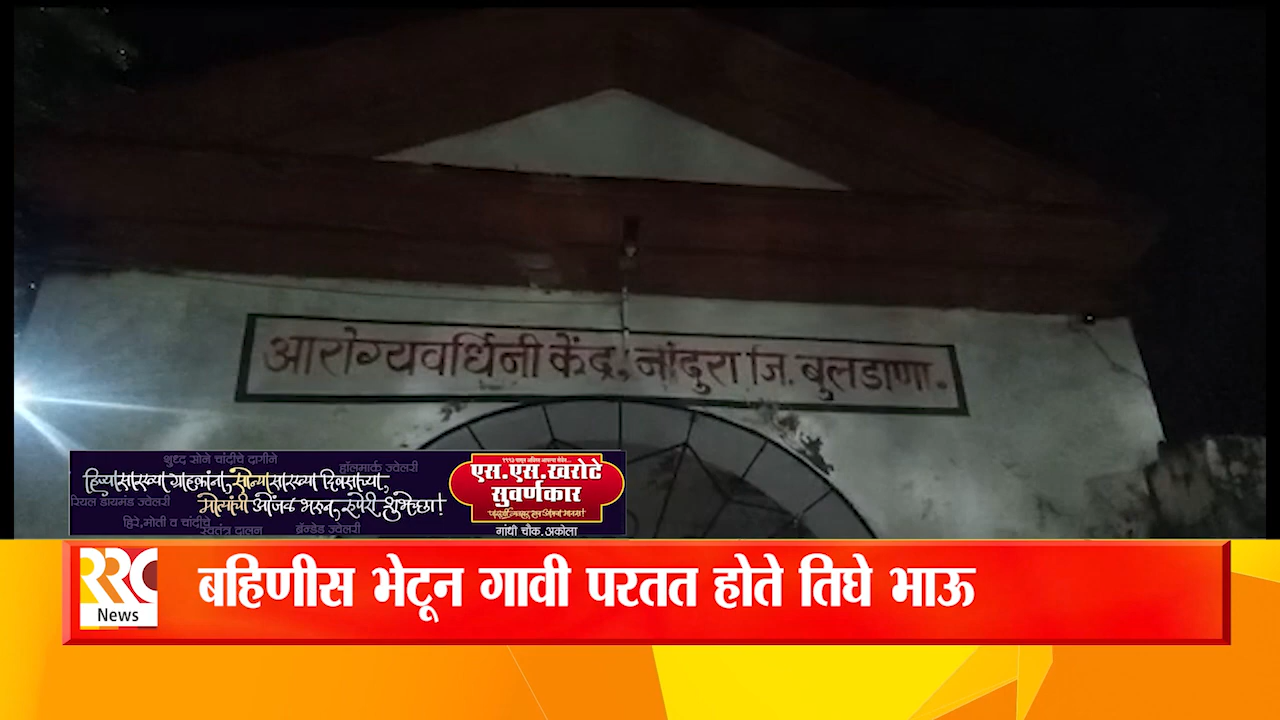 आरोग्यवर्धिनी केंद्र, नांदुरा जि. बुलडाणा.
शुध्द सोने चांदीचे दागीने
हॉलमार्क ज्वेलरी
हिऱ्यासारख्या ग्राहकांना, सोन्यासारख्या दिवसाच्या,
रियल डायमंड ज्वेलरी
मोत्यांची ओंजळ भरून, रुपेरी शुभेच्छा!
हिरे, मोती व चांदीचे
स्वतंत्र दालन
ब्रॅन्डेड ज्वेलरी
एस.एस.खरोटे
सुवर्णकार
गांधी चौक, अकोला
RRC
News
बहिणीस भेटून गावी परतत होते तिघे भाऊ